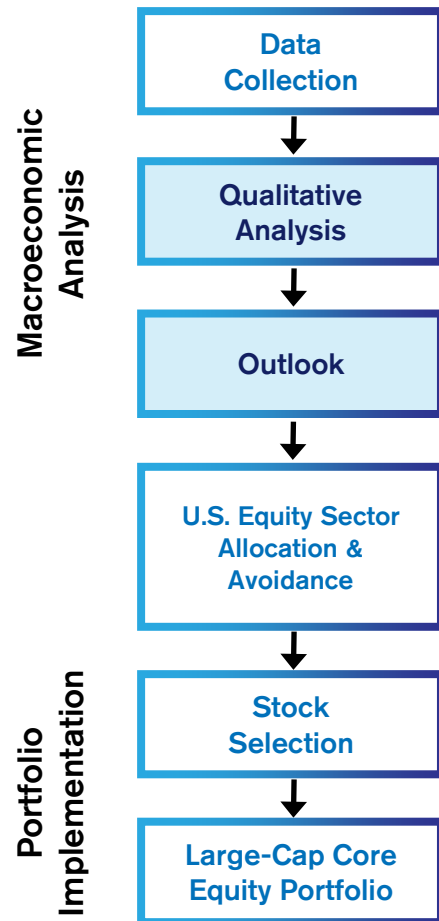 Macroeconomic
Analysis
Data
Collection
Qualitative
Analysis
Outlook
U.S. Equity Sector
Allocation &
Avoidance
Portfolio
Implementation
Stock
Selection
Large-Cap Core
Equity Portfolio